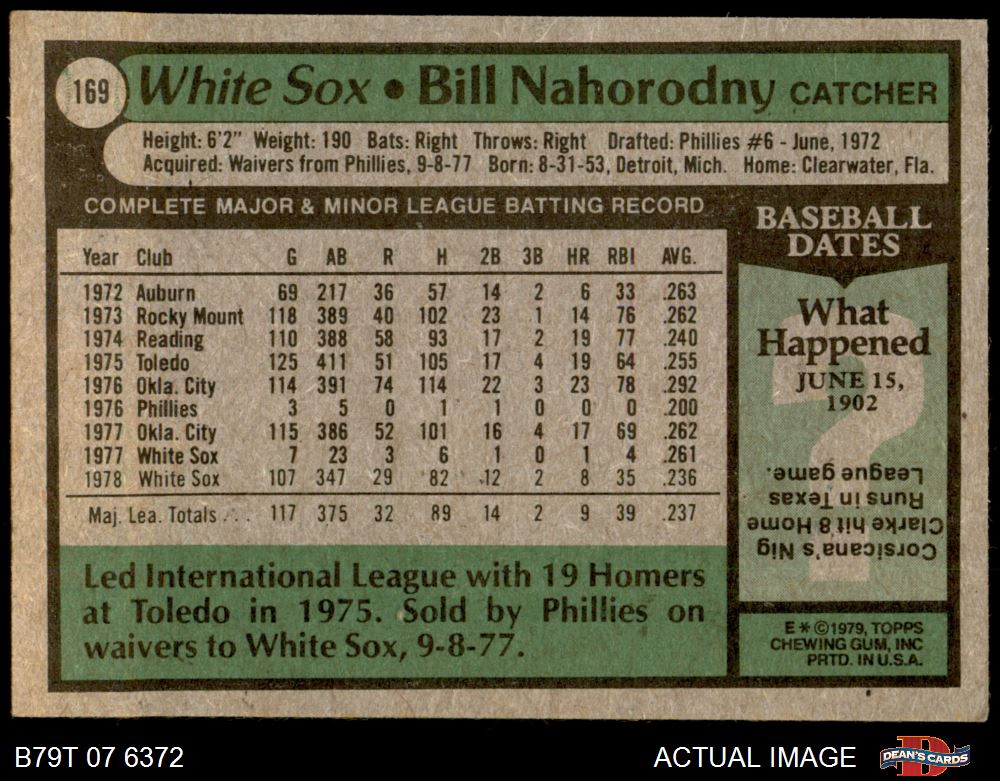 169
White Sox • Bill Nahorodny CATCHER
Height: 6'2" Weight: 190 Bats: Right Throws: Right Drafted: Phillies #6 - June, 1972
Acquired: Waivers from Phillies, 9-8-77 Born: 8-31-53, Detroit, Mich. Home: Clearwater, Fla.
COMPLETE MAJOR & MINOR LEAGUE BATTING RECORD
Year Club G AB R H 2B 3B HR RBI AVG.
1972 Auburn 69 217 36 57 14 2 6 33 .263
1973 Rocky Mount 118 389 40 102 23 1 14 76 .262
1974 Reading 110 388 58 93 17 2 19 77 .240
1975 Toledo 125 411 51 105 17 4 19 64 .255
1976 Okla. City 114 391 74 114 22 3 23 78 .292
1976 Phillies 3 5 0 1 1 0 0 0 .200
1977 Okla. City 115 386 52 101 16 4 17 69 .262
1977 White Sox 7 23 3 6 1 0 1 4 .261
1978 White Sox 107 347 29 82 12 2 8 35 .236
Maj. Lea. Totals . . . 117 375 32 89 14 2 9 39 .237
Led International League with 19 Homers
at Toledo in 1975. Sold by Phillies on
waivers to White Sox, 9-8-77.
BASEBALL
DATES
What
Happened
JUNE 15,
1902
Corsicana's Nig
Clarke hit 8 Home
Runs in Texas
League game.
E * ©1979, TOPPS
CHEWING GUM, INC
PRTD. IN U.S.A.
B79T 07 6372
ACTUAL IMAGE
DEAN'S CARDS